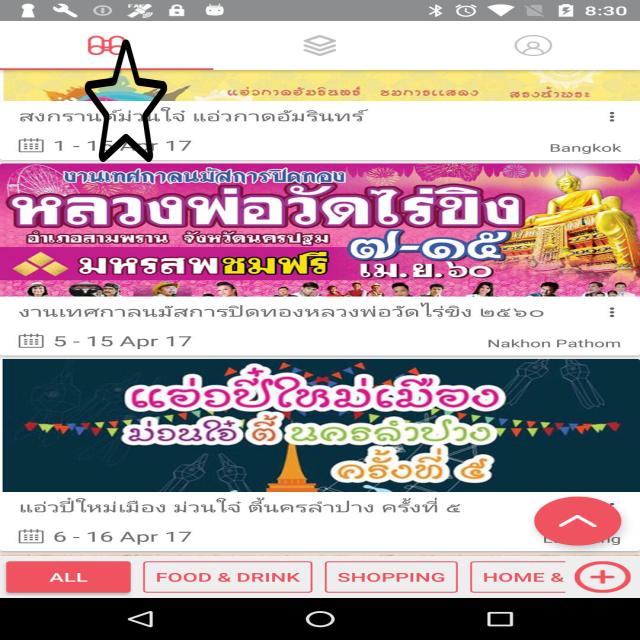 8:30
แอ่วกาดอัมรินทร์ ชมการแสดง สรงน้ำพระ
สงกรานต์ม่วนใจ๋ แอ่วกาดอัมรินทร์
1 - 15 Apr 17
Bangkok
งานเทศกาลนมัสการปิดทอง
หลวงพ่อวัดไร่ขิง
อำเภอสามพราน จังหวัดนครปฐม
๗-๑๕
มหรสพชมฟรี
เม.ย.๖๐
งานเทศกาลนมัสการปิดทองหลวงพ่อวัดไร่ขิง ๒๕๖๐
5 - 15 Apr 17
Nakhon Pathom
แอ่วปี๋ใหม่เมือง
ม่วนใจ๋ ตี้ นครลำปาง
ครั้งที่ ๕
แอ่วปี๋ใหม่เมือง ม่วนใจ๋ ตี้นครลำปาง ครั้งที่ ๕
6 - 16 Apr 17
ALL
FOOD & DRINK
SHOPPING
HOME &